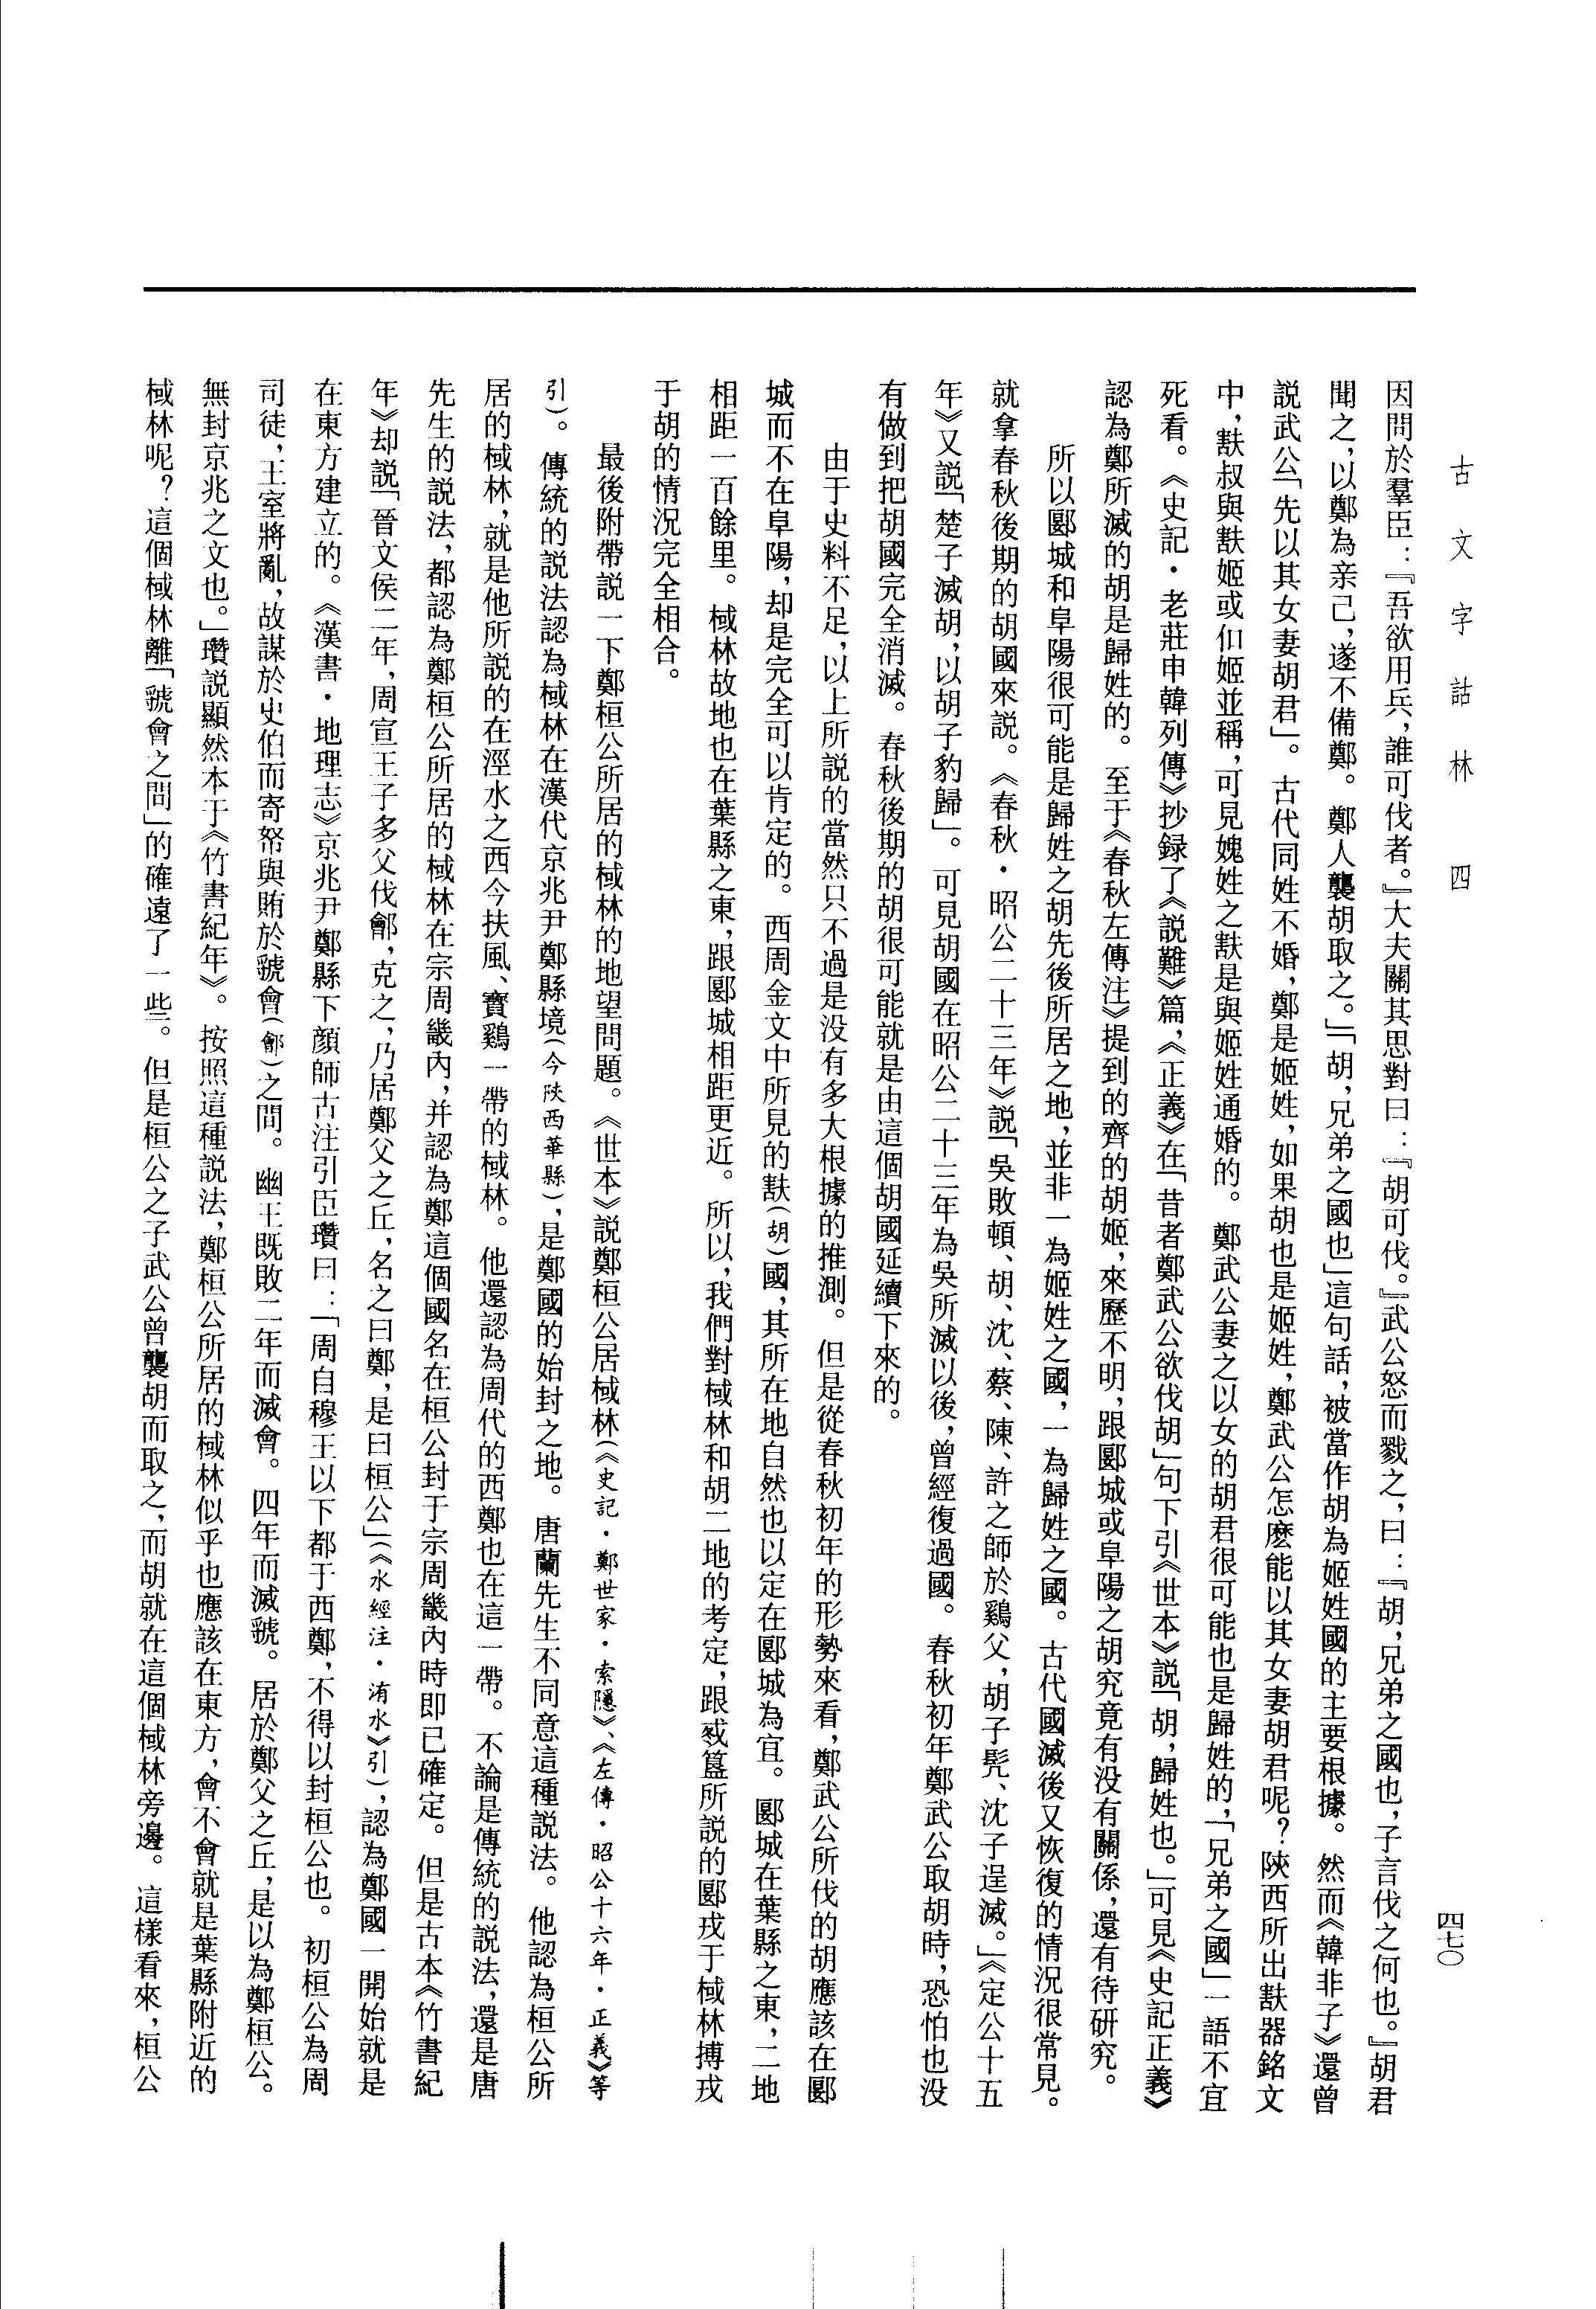 古文字詁林　四
四七〇
因問於羣臣：『吾欲用兵，誰可伐者。』大夫關其思對曰：『胡可伐。』武公怒而戮之，曰：『胡，兄弟之國也，子言伐之何也。』胡君
聞之，以鄭為亲己，遂不備鄭。鄭人襲胡取之。」「胡，兄弟之國也」這句話，被當作胡為姬姓國的主要根據。然而《韓非子》還曾
説武公「先以其女妻胡君」。古代同姓不婚，鄭是姬姓，如果胡也是姬姓，鄭武公怎麽能以其女妻胡君呢？陝西所出㝬器銘文
中，㝬叔與㝬姬或㐰姬並稱，可見媿姓之㝬是與姬姓通婚的。鄭武公妻之以女的胡君很可能也是歸姓的，「兄弟之國」一語不宜
死看。《史記·老莊申韓列傳》抄録了《説難》篇，《正義》在「昔者鄭武公欲伐胡」句下引《世本》説「胡，歸姓也。」可見《史記正義》
認為鄭所滅的胡是歸姓的。至于《春秋左傳注》提到的齊的胡姬，來歷不明，跟郾城或阜陽之胡究竟有没有關係，還有待研究。
所以郾城和阜陽很可能是歸姓之胡先後所居之地，並非一為姬姓之國，一為歸姓之國。古代國滅後又恢復的情況很常見。
就拿春秋後期的胡國來説。《春秋·昭公二十三年》説「吳敗頓、胡、沈、蔡、陳、許之師於鷄父，胡子髡、沈子逞滅。」《定公十五
年》又説「楚子滅胡，以胡子豹歸」。可見胡國在昭公二十三年為吳所滅以後，曾經復過國。春秋初年鄭武公取胡時，恐怕也没
有做到把胡國完全消滅。春秋後期的胡很可能就是由這個胡國延續下來的。
由于史料不足，以上所説的當然只不過是没有多大根據的推測。但是從春秋初年的形勢來看，鄭武公所伐的胡應該在郾
城而不在阜陽，却是完全可以肯定的。西周金文中所見的㝬（胡）國，其所在地自然也以定在郾城為宜。郾城在葉縣之東，二地
相距一百餘里。棫林故地也在葉縣之東，跟郾城相距更近。所以，我們對棫林和胡二地的考定，跟㦰簋所説的郾戎于棫林搏戎
于胡的情況完全相合。
最後附帶説一下鄭桓公所居的棫林的地望問題。《世本》説鄭桓公居棫林（《史記·鄭世家·索隱》、《左傳·昭公十六年·正義》等
引）。傳統的説法認為棫林在漢代京兆尹鄭縣境（今陝西華縣），是鄭國的始封之地。唐蘭先生不同意這種説法。他認為桓公所
居的棫林，就是他所説的在涇水之西今扶風、寶鷄一帶的棫林。他還認為周代的西鄭也在這一帶。不論是傳統的説法，還是唐
先生的説法，都認為鄭桓公所居的棫林在宗周畿内，并認為鄭這個國名在桓公封于宗周畿内時即已確定。但是古本《竹書紀
年》却説「晉文侯二年，周宣王子多父伐鄶，克之，乃居鄭父之丘，名之曰鄭，是曰桓公」（《水經注·洧水》引），認為鄭國一開始就是
在東方建立的。《漢書·地理志》京兆尹鄭縣下顔師古注引臣瓚曰：「周自穆王以下都于西鄭，不得以封桓公也。初桓公為周
司徒，王室將亂，故謀於史伯而寄帑與賄於虢會（鄶）之間。幽王既敗二年而滅會。四年而滅虢。居於鄭父之丘，是以為鄭桓公。
無封京兆之文也。」瓚説顯然本于《竹書紀年》。按照這種説法，鄭桓公所居的棫林似乎也應該在東方，會不會就是葉縣附近的
棫林呢？這個棫林離「虢會之間」的確遠了一些。但是桓公之子武公曾襲胡而取之，而胡就在這個棫林旁邊。這樣看來，桓公